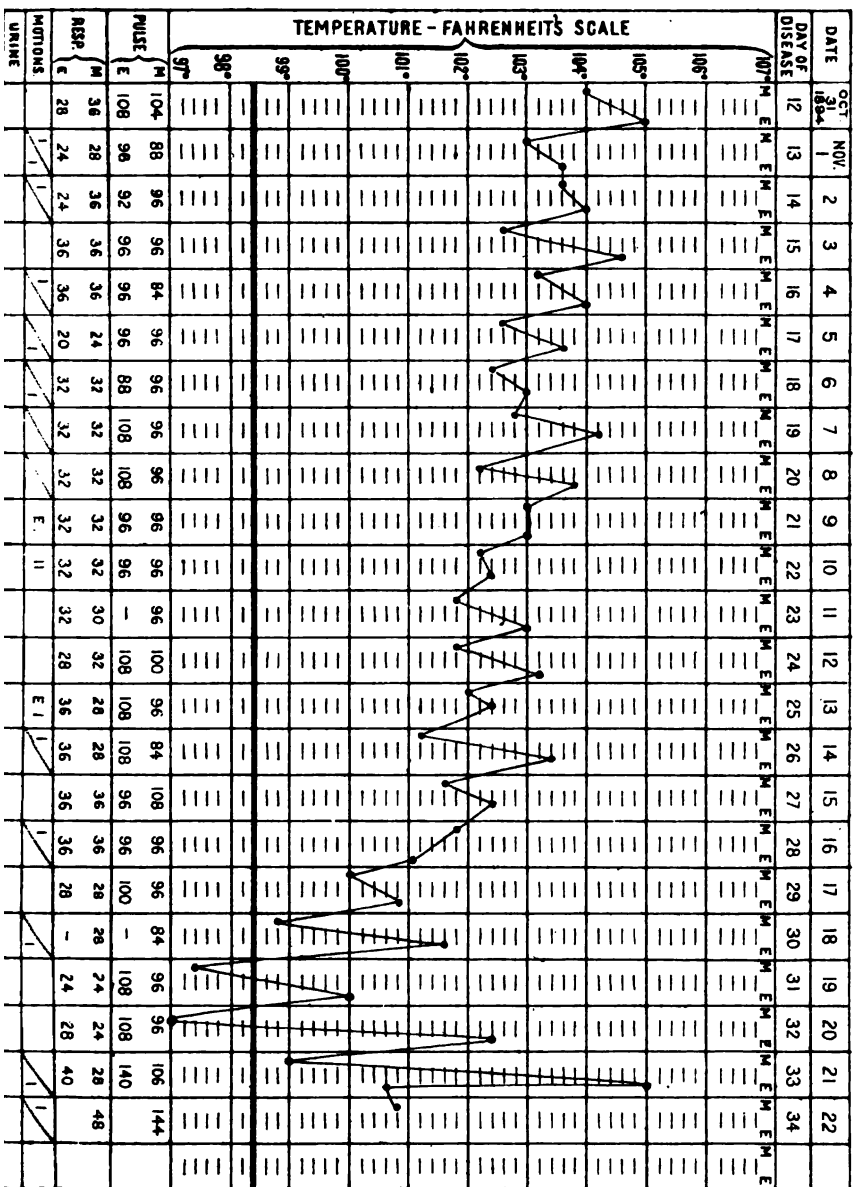 DATE OCT 31 1894 NOV. 1 2 3 4 5 6 7 8 9 10 11 12 13 14 15 16 17 18 19 20 21 22
DAY OF DISEASE 12 13 14 15 16 17 18 19 20 21 22 23 24 25 26 27 28 29 30 31 32 33 34
M E M E M E M E M E M E M E M E M E M E M E M E M E M E M E M E M E M E M E M E M E M E M E M E
TEMPERATURE - FAHRENHEITS SCALE
107°
106°
105°
104°
103°
102°
101°
100°
99°
98°
97°
PULSE
M 104 88 96 96 84 96 96 96 96 96 96 96 100 96 84 108 96 96 84 96 96 106 144
E 108 96 92 96 96 96 88 108 108 96 96 – 108 108 108 96 96 100 – 108 108 140
RESP.
M 36 28 36 36 36 24 32 32 32 32 32 30 32 28 28 36 36 28 28 24 24 28 48
E 28 24 24 36 36 20 32 32 32 32 32 32 28 36 36 36 36 28 - 24 28 40
MOTIONS E. II E I
URINE